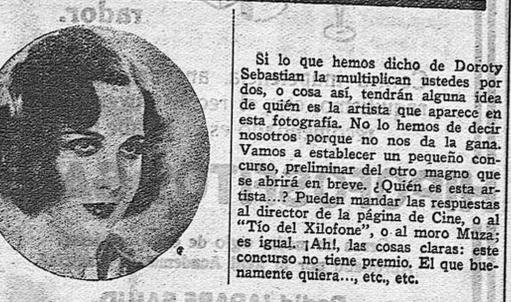 Si lo que hemos dicho de Doroty
Sebastian la multiplican ustedes por
dos, o cosa así, tendrán alguna idea
de quién es la artista que aparece en
esta fotografía. No lo hemos de decir
nosotros porque no nos da la gana.
Vamos a establecer un pequeño con-
curso, preliminar del otro magno que
se abrirá en breve. ¿Quién es esta ar-
tista...? Pueden mandar las respuestas
al director de la página de Cine, o al
"Tío del Xilofone", o al moro Muza;
es igual. ¡Ah!, las cosas claras: este
concurso no tiene premio. El que bue-
namente quiera..., etc., etc.